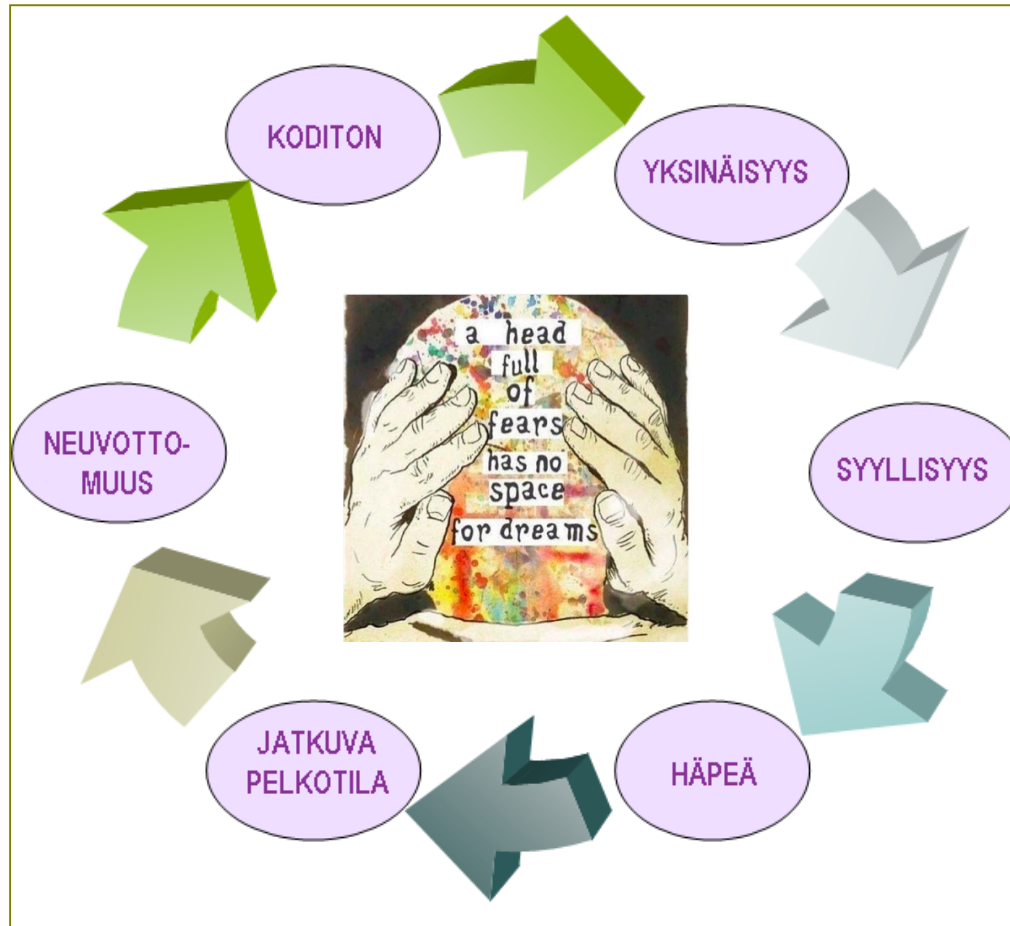 KODITON
YKSINÄISYYS
SYYLLISYYS
HÄPEÄ
JATKUVA
PELKOTILA
NEUVOTTO-
MUUS
a head
full
of
fears
has no
space
for dreams